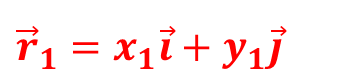 r⃗₁ = x₁i⃗ + y₁j⃗